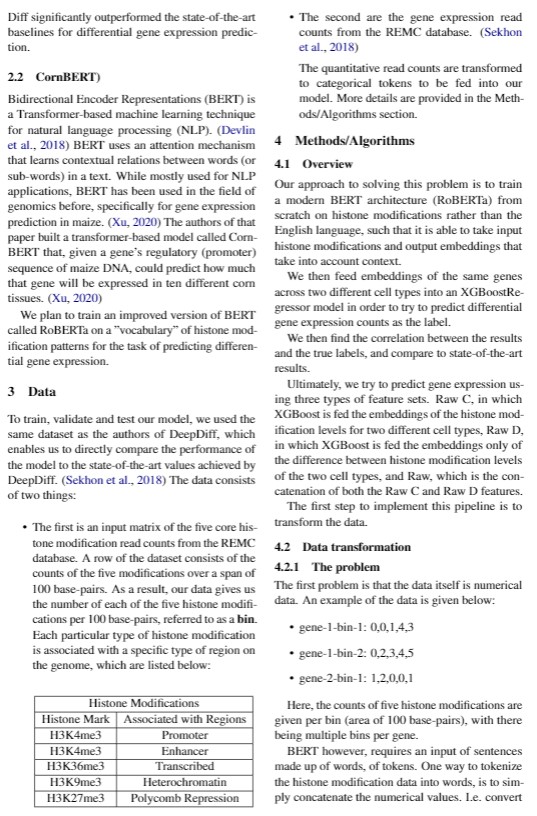 Diff significantly outperformed the state-of-the-art
baselines for differential gene expression predic-
tion.
2.2 CornBERT)
Bidirectional Encoder Representations (BERT) is
a Transformer-based machine learning technique
for natural language processing (NLP). (Devlin
et al., 2018) BERT uses an attention mechanism
that learns contextual relations between words (or
sub-words) in a text. While mostly used for NLP
applications, BERT has been used in the field of
genomics before, specifically for gene expression
prediction in maize. (Xu, 2020) The authors of that
paper built a transformer-based model called Corn-
BERT that, given a gene's regulatory (promoter)
sequence of maize DNA, could predict how much
that gene will be expressed in ten different corn
tissues. (Xu, 2020)
We plan to train an improved version of BERT
called RoBERTa on a "vocabulary" of histone mod-
ification patterns for the task of predicting differen-
tial gene expression.
3 Data
To train, validate and test our model, we used the
same dataset as the authors of DeepDiff, which
enables us to directly compare the performance of
the model to the state-of-the-art values achieved by
DeepDiff. (Sekhon et al., 2018) The data consists
of two things:
• The first is an input matrix of the five core his-
tone modification read counts from the REMC
database. A row of the dataset consists of the
counts of the five modifications over a span of
100 base-pairs. As a result, our data gives us
the number of each of the five histone modifi-
cations per 100 base-pairs, referred to as a bin.
Each particular type of histone modification
is associated with a specific type of region on
the genome, which are listed below:
Histone Modifications
Histone Mark Associated with Regions
H3K4me3 Promoter
H3K4me3 Enhancer
H3K36me3 Transcribed
H3K9me3 Heterochromatin
H3K27me3 Polycomb Repression
• The second are the gene expression read
counts from the REMC database. (Sekhon
et al., 2018)
The quantitative read counts are transformed
to categorical tokens to be fed into our
model. More details are provided in the Meth-
ods/Algorithms section.
4 Methods/Algorithms
4.1 Overview
Our approach to solving this problem is to train
a modern BERT architecture (RoBERTa) from
scratch on histone modifications rather than the
English language, such that it is able to take input
histone modifications and output embeddings that
take into account context.
We then feed embeddings of the same genes
across two different cell types into an XGBoostRe-
gressor model in order to try to predict differential
gene expression counts as the label.
We then find the correlation between the results
and the true labels, and compare to state-of-the-art
results.
Ultimately, we try to predict gene expression us-
ing three types of feature sets. Raw C, in which
XGBoost is fed the embeddings of the histone mod-
ification levels for two different cell types, Raw D,
in which XGBoost is fed the embeddings only of
the difference between histone modification levels
of the two cell types, and Raw, which is the con-
catenation of both the Raw C and Raw D features.
The first step to implement this pipeline is to
transform the data.
4.2 Data transformation
4.2.1 The problem
The first problem is that the data itself is numerical
data. An example of the data is given below:
• gene-1-bin-1: 0,0,1,4,3
• gene-1-bin-2: 0,2,3,4,5
• gene-2-bin-1: 1,2,0,0,1
Here, the counts of five histone modifications are
given per bin (area of 100 base-pairs), with there
being multiple bins per gene.
BERT however, requires an input of sentences
made up of words, of tokens. One way to tokenize
the histone modification data into words, is to sim-
ply concatenate the numerical values. I.e. convert